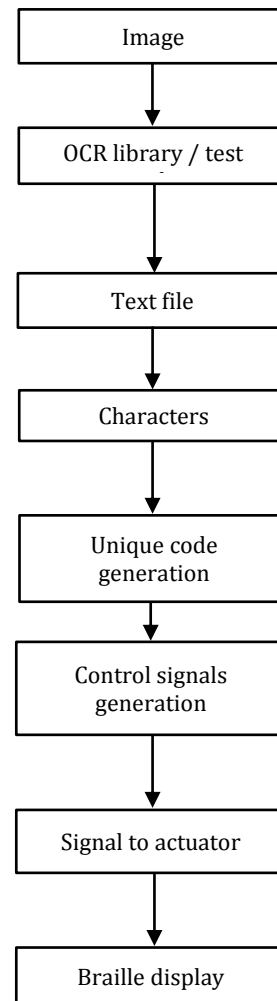 Image
OCR library / test
Text file
Characters
Unique code
generation
Control signals
generation
Signal to actuator
Braille display